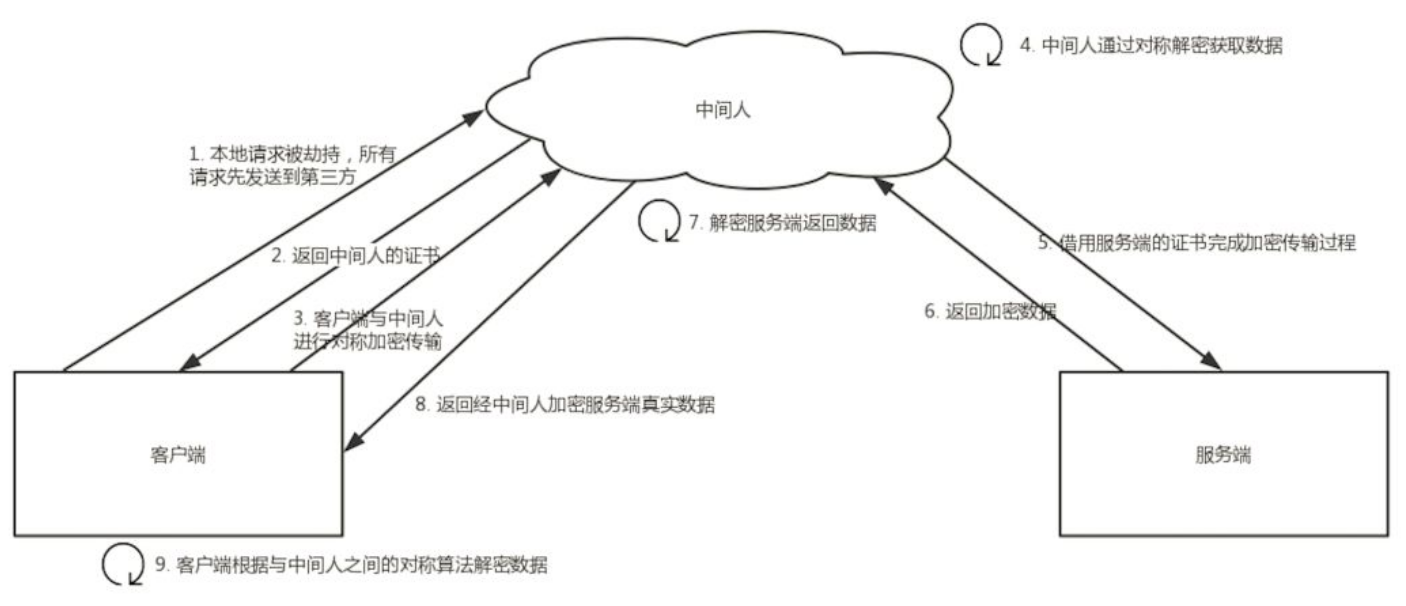 4. 中间人通过对称解密获取数据
中间人
1. 本地请求被劫持，所有
请求先发送到第三方
7. 解密服务端返回数据
5. 借用服务端的证书完成加密传输过程
2. 返回中间人的证书
3. 客户端与中间人
进行对称加密传输
6. 返回加密数据
8. 返回经中间人加密服务端真实数据
客户端
服务端
9. 客户端根据与中间人之间的对称算法解密数据